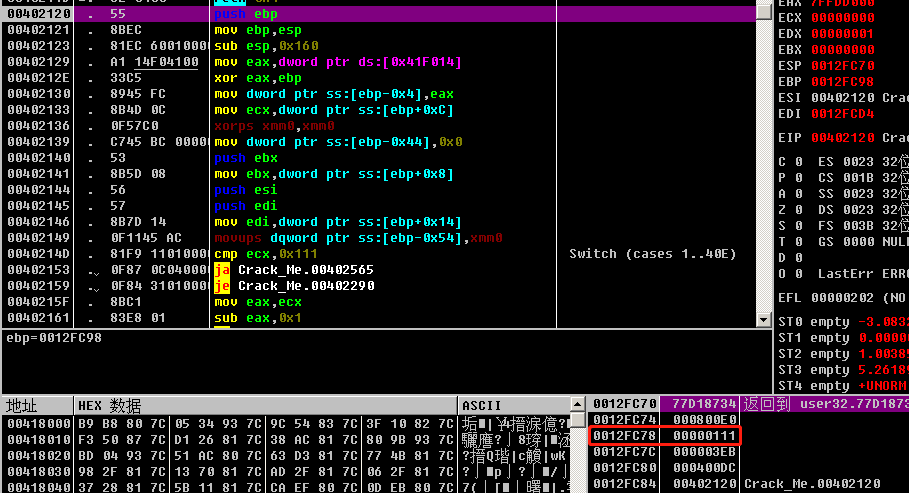 EAX 7FFDD000
00402120 . 55 push ebp ECX 00000000
00402121 . 8BEC mov ebp,esp EDX 00000001
00402123 . 81EC 6001000 sub esp,0x160 EBX 00000000
00402129 . A1 14F04100 mov eax,dword ptr ds:[0x41F014] ESP 0012FC70
0040212E . 33C5 xor eax,ebp EBP 0012FC98
00402130 . 8945 FC mov dword ptr ss:[ebp-0x4],eax ESI 00402120 Crac
00402133 . 8B4D 0C mov ecx,dword ptr ss:[ebp+0xC] EDI 0012FCD4
00402136 . 0F57C0 xorps xmm0,xmm0 EIP 00402120 Crac
00402139 . C745 BC 0000 mov dword ptr ss:[ebp-0x44],0x0
00402140 . 53 push ebx C 0 ES 0023 32位
00402141 . 8B5D 08 mov ebx,dword ptr ss:[ebp+0x8] P 0 CS 001B 32位
00402144 . 56 push esi A 0 SS 0023 32位
00402145 . 57 push edi Z 0 DS 0023 32位
00402146 . 8B7D 14 mov edi,dword ptr ss:[ebp+0x14] S 0 FS 003B 32位
00402149 . 0F1145 AC movups dqword ptr ss:[ebp-0x54],xmm0 T 0 GS 0000 NUL
0040214D . 81F9 1101000 cmp ecx,0x111 Switch (cases 1..40E) D 0
00402153 . 0F87 0C04000 ja Crack_Me.00402565 O 0 LastErr ERR
00402159 . 0F84 3101000 je Crack_Me.00402290
0040215F . 8BC1 mov eax,ecx EFL 00000202 (NO
00402161 . 83E8 01 sub eax,0x1
ST0 empty -3.083
ST1 empty 0.0000
ebp=0012FC98 ST2 empty 1.0038
ST3 empty 5.2618
ST4 empty +UNORM
地址 HEX 数据 ASCII 0012FC70 77D18734 返回到 user32.77D187
00418000 B9 B8 80 7C 05 34 93 7C 9C 54 83 7C 3F 10 82 7C 0012FC74 000800E0
00418010 F3 50 87 7C D1 26 81 7C 38 AC 81 7C 80 9B 93 7C 0012FC78 00000111
00418020 BD 04 93 7C 51 AC 80 7C 63 D3 81 7C 77 4B 81 7C 0012FC7C 000003EB
00418030 98 2F 81 7C 13 70 81 7C AD 2F 81 7C 06 2F 81 7C 0012FC80 000400DC
00418040 37 28 81 7C 5B 11 81 7C CA EF 80 7C 0D EB 80 7C 0012FC84 00402120 Crack_Me.00402120